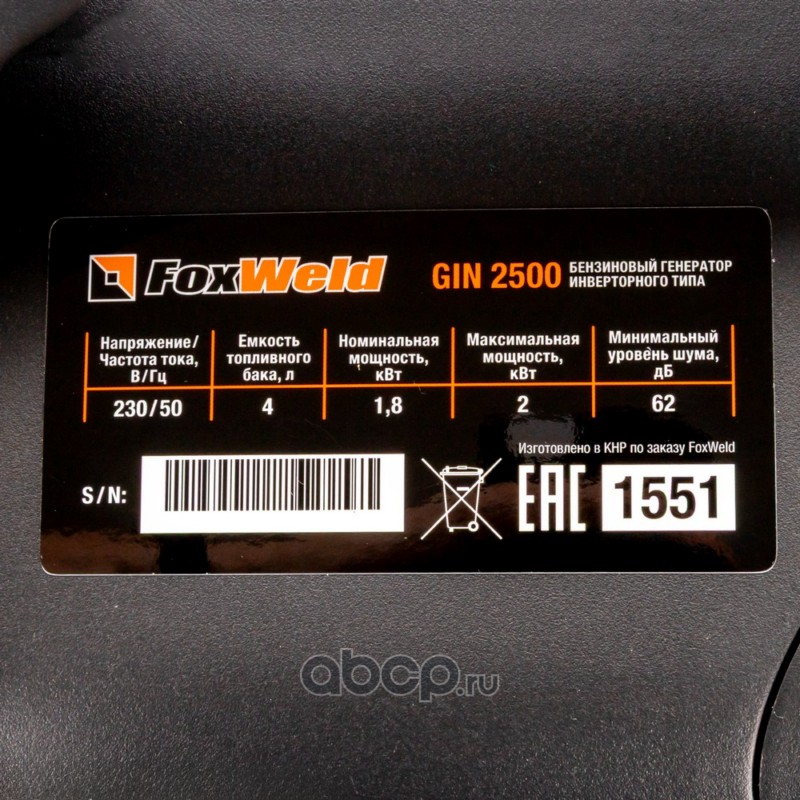 FoxWeld
GIN 2500
БЕНЗИНОВЫЙ ГЕНЕРАТОР
ИНВЕРТОРНОГО ТИПА
Напряжение/
Частота тока,
В/Гц
230/50
Емкость
топливного
бака, л
4
Номинальная
мощность,
кВт
1,8
Максимальная
мощность,
кВт
2
Минимальный
уровень шума,
дБ
62
Изготовлено в КНР по заказу FoxWeld
S/N:
EAC
1551
abcp.ru